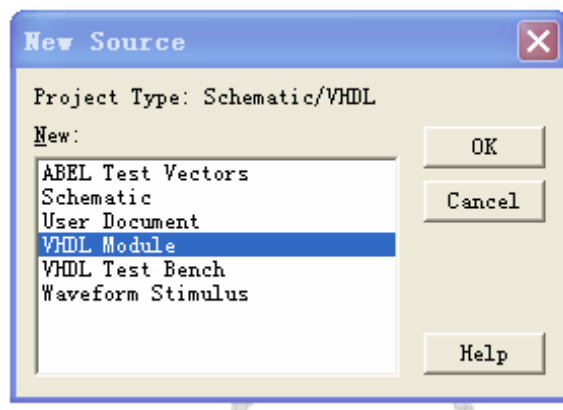 New Source
Project Type: Schematic/VHDL
New:
ABEL Test Vectors
Schematic
User Document
VHDL Module
VHDL Test Bench
Waveform Stimulus
OK
Cancel
Help